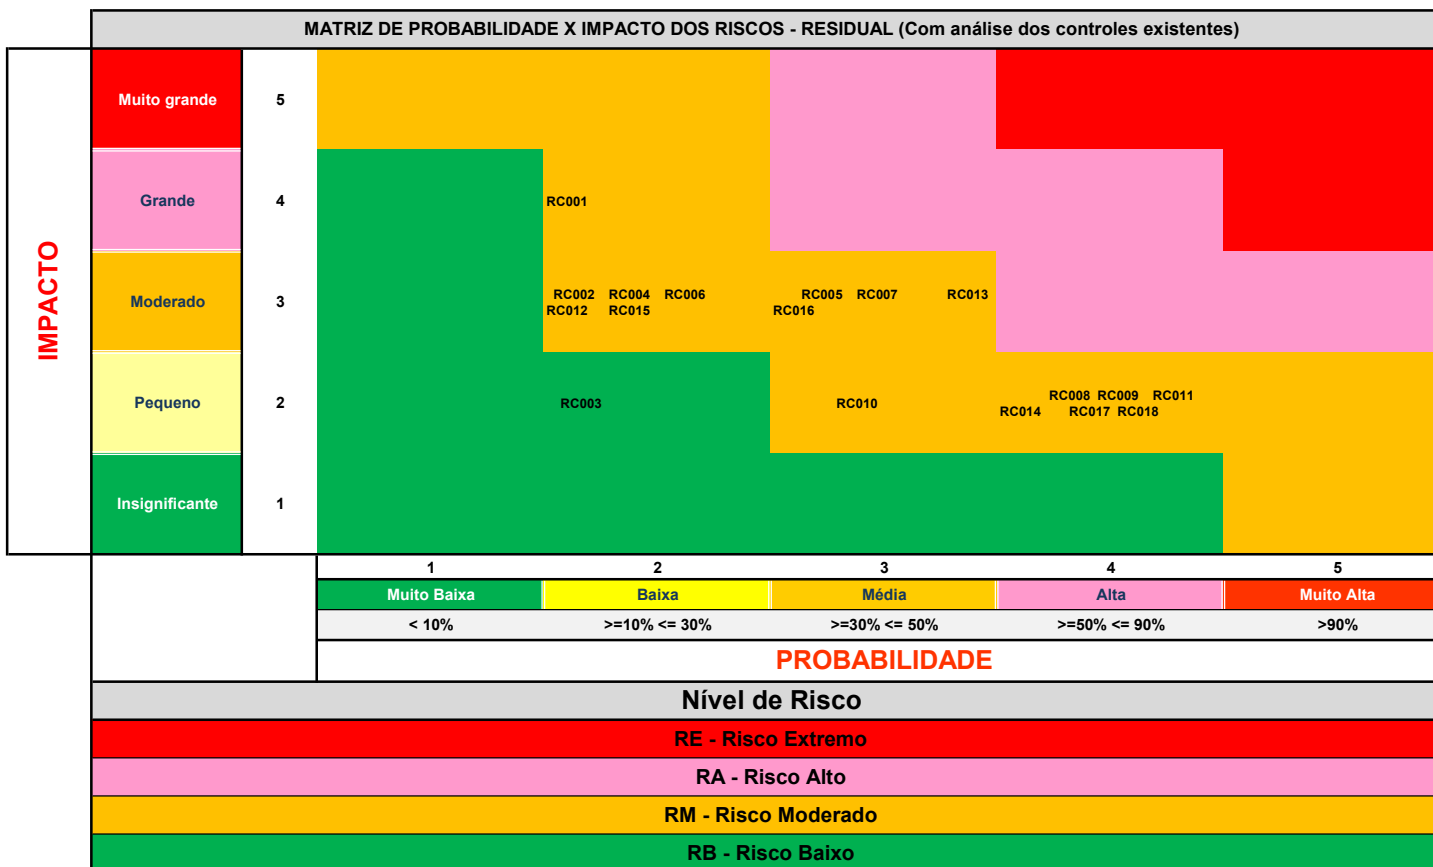 MATRIZ DE PROBABILIDADE X IMPACTO DOS RISCOS - RESIDUAL (Com análise dos controles existentes)
IMPACTO
Muito grande 5
Grande 4 RC001
Moderado 3
RC002 RC004 RC006 RC005 RC007 RC013
RC012 RC015 RC016
Pequeno 2 RC003 RC010
RC008 RC009 RC011
RC014 RC017 RC018
Insignificante 1
1 2 3 4 5
Muito Baixa Baixa Média Alta Muito Alta
< 10% >=10% <= 30% >=30% <= 50% >=50% <= 90% >90%
PROBABILIDADE
Nível de Risco
RE - Risco Extremo
RA - Risco Alto
RM - Risco Moderado
RB - Risco Baixo